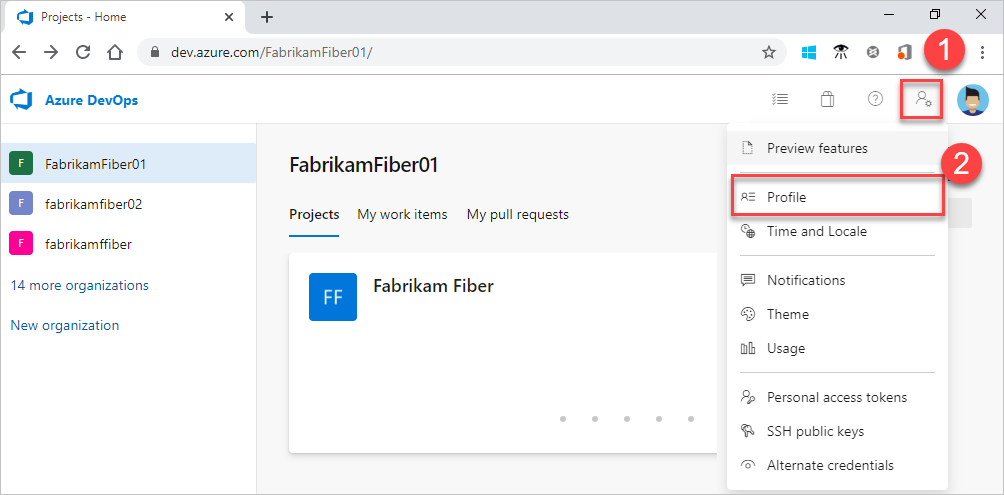 Projects - Home
dev.azure.com/FabrikamFiber01/
1
Azure DevOps
F FabrikamFiber01
F fabrikamfiber02
F fabrikamffiber
14 more organizations
New organization
FabrikamFiber01
Projects My work items My pull requests
FF Fabrikam Fiber
Preview features
2
Profile
Time and Locale
Notifications
Theme
Usage
Personal access tokens
SSH public keys
Alternate credentials